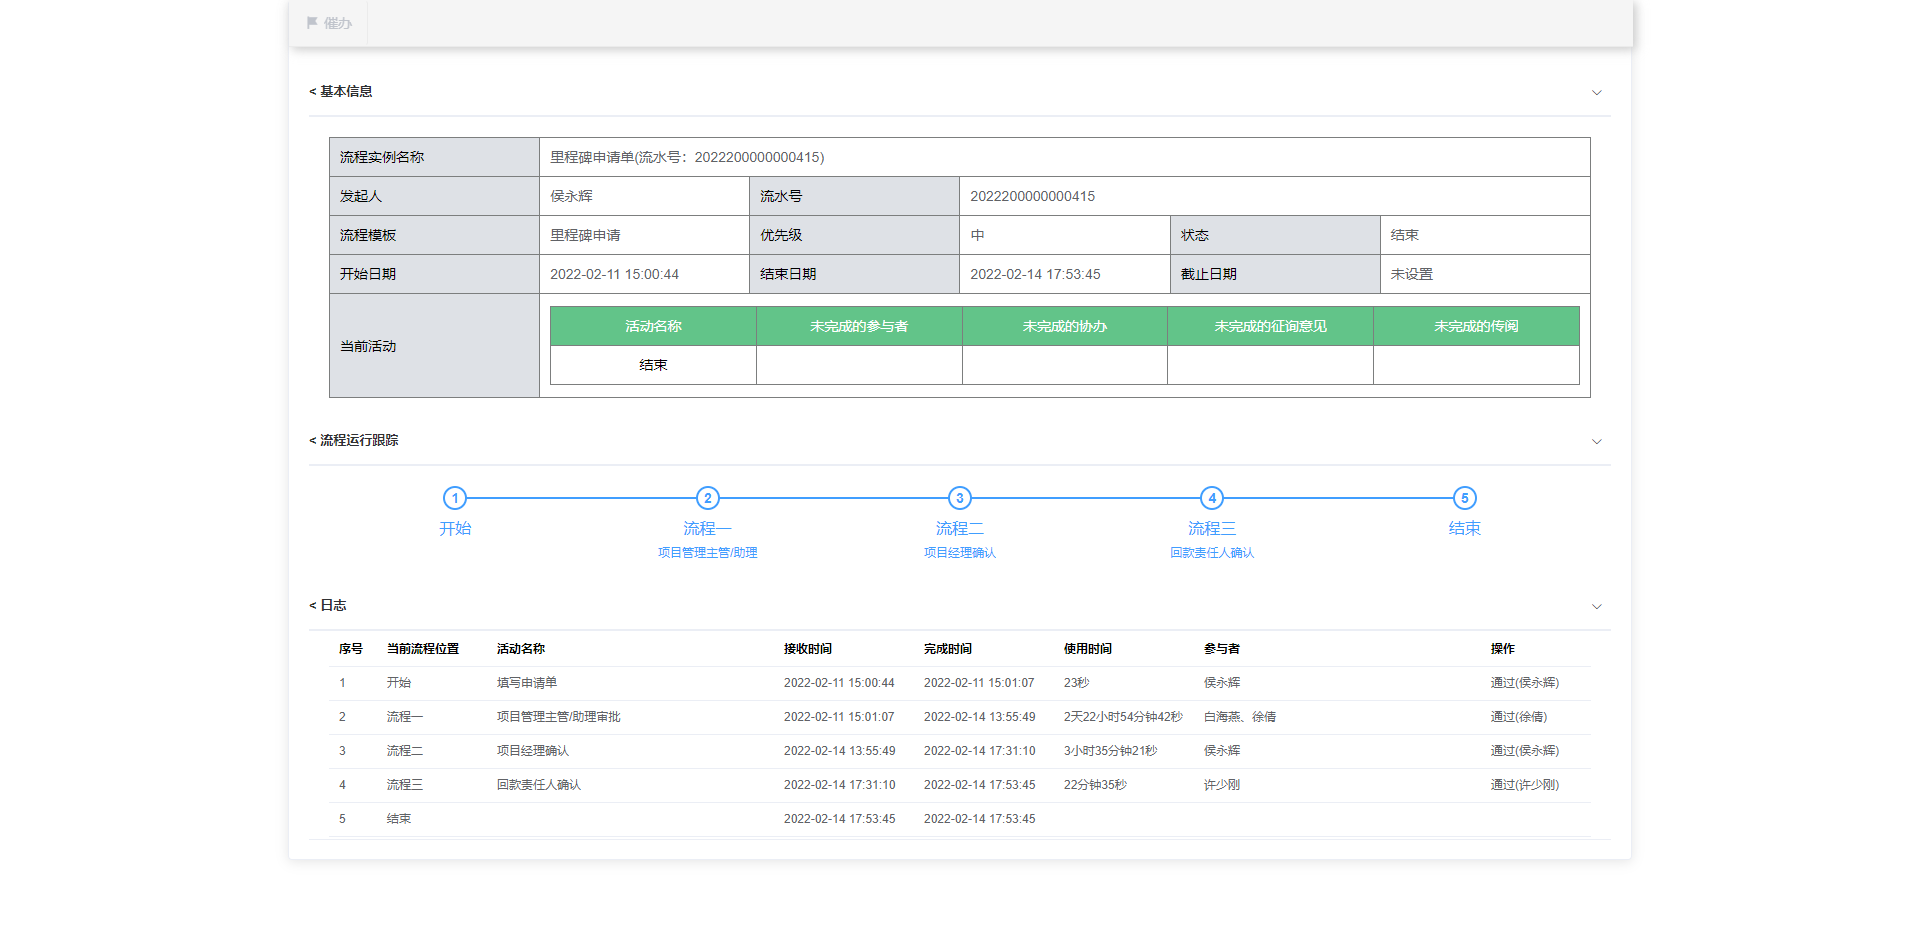 催办
< 基本信息
流程实例名称 里程碑申请单(流水号：2022200000000415)
发起人 侯永辉 流水号 2022200000000415
流程模板 里程碑申请 优先级 中 状态 结束
开始日期 2022-02-11 15:00:44 结束日期 2022-02-14 17:53:45 截止日期 未设置
当前活动
活动名称 未完成的参与者 未完成的协办 未完成的征询意见 未完成的传阅
结束
< 流程运行跟踪
1 2 3 4 5
开始 流程一 流程二 流程三 结束
项目管理主管/助理 项目经理确认 回款责任人确认
< 日志
序号 当前流程位置 活动名称 接收时间 完成时间 使用时间 参与者 操作
1 开始 填写申请单 2022-02-11 15:00:44 2022-02-11 15:01:07 23秒 侯永辉 通过(侯永辉)
2 流程一 项目管理主管/助理审批 2022-02-11 15:01:07 2022-02-14 13:55:49 2天22小时54分钟42秒 白海燕、徐倩 通过(徐倩)
3 流程二 项目经理确认 2022-02-14 13:55:49 2022-02-14 17:31:10 3小时35分钟21秒 侯永辉 通过(侯永辉)
4 流程三 回款责任人确认 2022-02-14 17:31:10 2022-02-14 17:53:45 22分钟35秒 许少刚 通过(许少刚)
5 结束 2022-02-14 17:53:45 2022-02-14 17:53:45